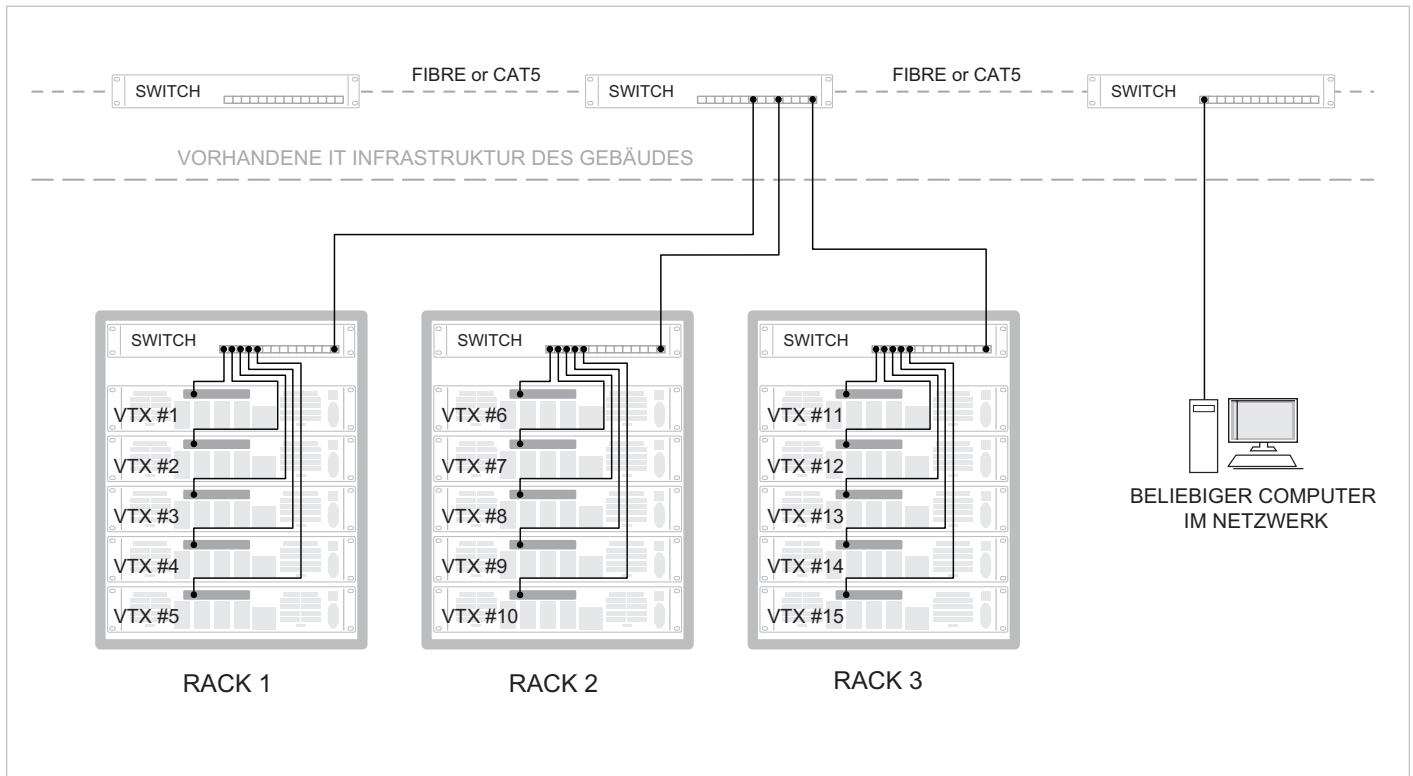 FIBRE or CAT5
FIBRE or CAT5
SWITCH
SWITCH
SWITCH
VORHANDENE IT INFRASTRUKTUR DES GEBÄUDES
SWITCH
VTX #1
VTX #2
VTX #3
VTX #4
VTX #5
RACK 1
SWITCH
VTX #6
VTX #7
VTX #8
VTX #9
VTX #10
RACK 2
SWITCH
VTX #11
VTX #12
VTX #13
VTX #14
VTX #15
RACK 3
BELIEBIGER COMPUTER
IM NETZWERK